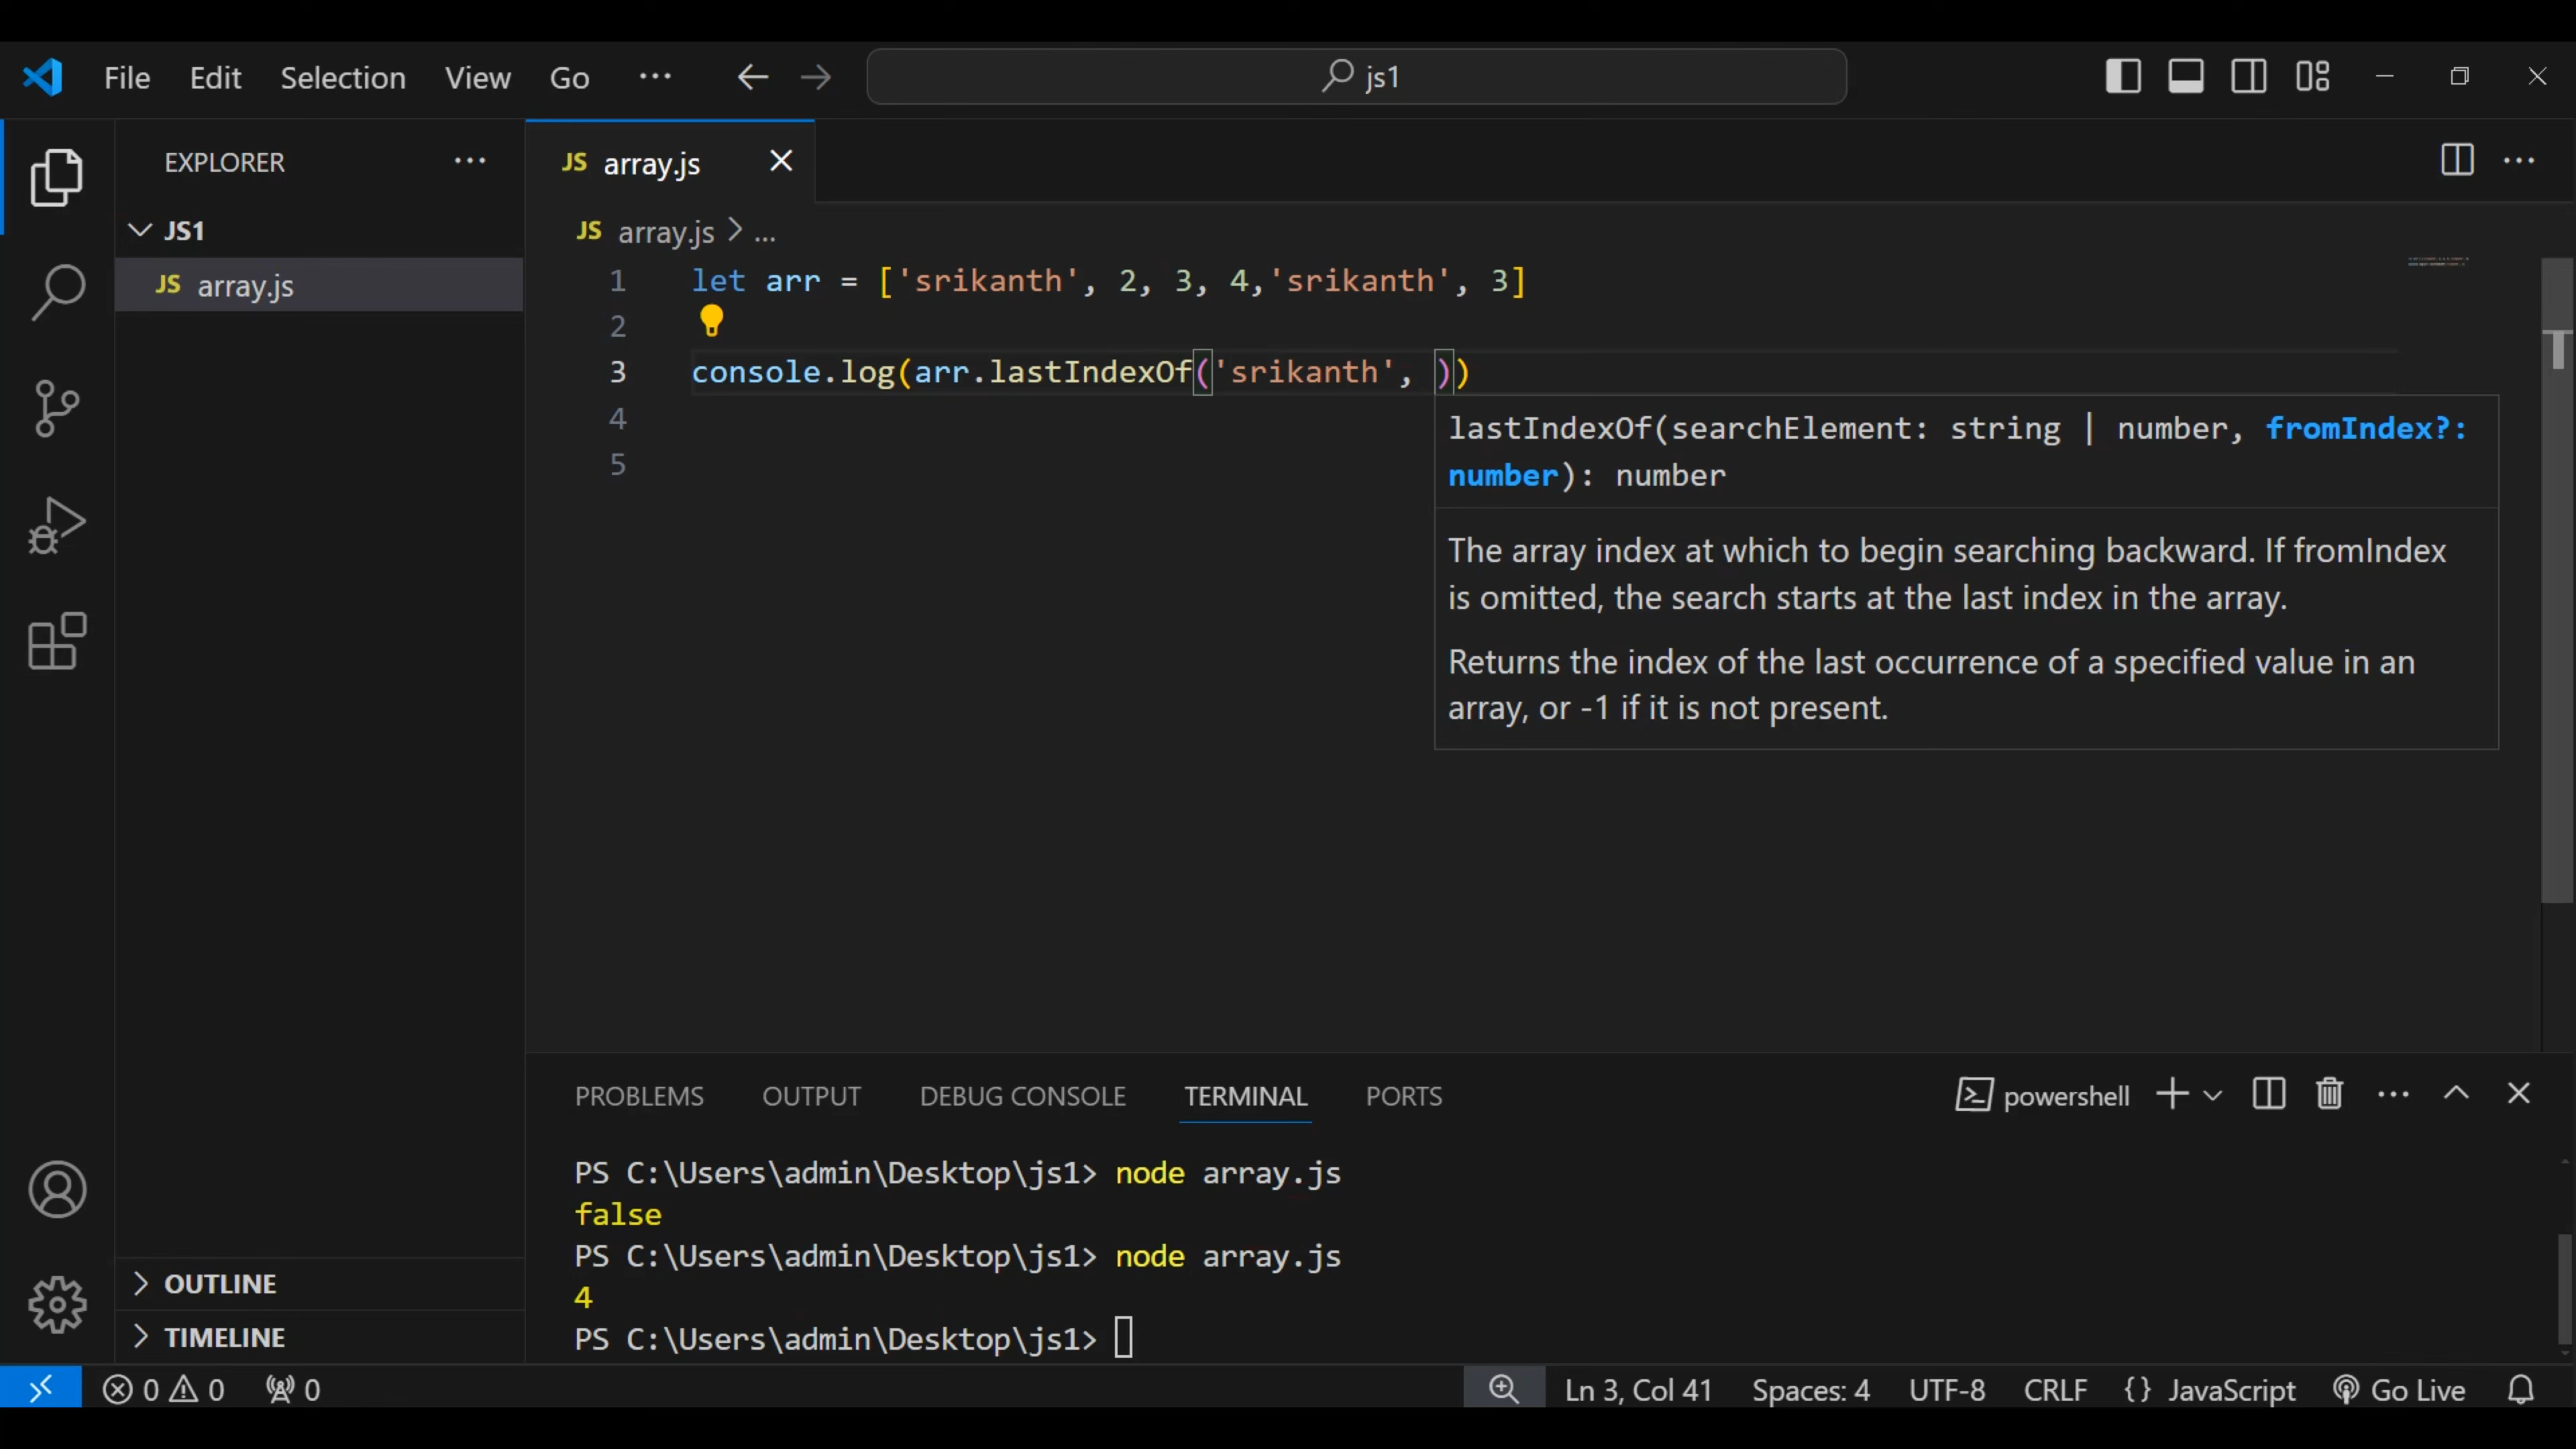 File Edit Selection View Go ··· js1
EXPLORER ···
JS1
JS array.js
JS array.js
JS array.js > ...
1 let arr = ['srikanth', 2, 3, 4,'srikanth', 3]
2
3 console.log(arr.lastIndexOf('srikanth', ))
4
5
lastIndexOf(searchElement: string | number, fromIndex?:
number): number
The array index at which to begin searching backward. If fromIndex
is omitted, the search starts at the last index in the array.
Returns the index of the last occurrence of a specified value in an
array, or -1 if it is not present.
PROBLEMS OUTPUT DEBUG CONSOLE TERMINAL PORTS powershell
PS C:\Users\admin\Desktop\js1> node array.js
false
PS C:\Users\admin\Desktop\js1> node array.js
4
PS C:\Users\admin\Desktop\js1>
OUTLINE
TIMELINE
0 0 0 Ln 3, Col 41 Spaces: 4 UTF-8 CRLF {} JavaScript Go Live